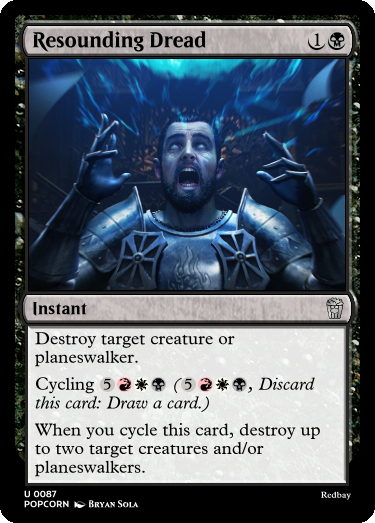 Resounding Dread 1
Instant
Destroy target creature or
planeswalker.
Cycling 5 (5, Discard
this card: Draw a card.)
When you cycle this card, destroy up
to two target creatures and/or
planeswalkers.
U 0087 Redbay
POPCORN Bryan Sola